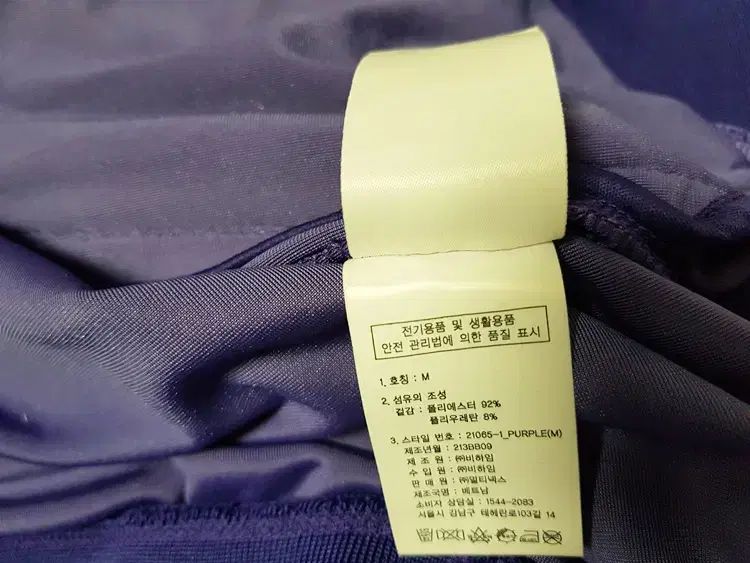 전기용품 및 생활용품
안전 관리법에 의한 품질 표시
1. 호칭 : M
2. 섬유의 조성
겉감 : 폴리에스터 92%
폴리우레탄 8%
3. 스타일 번호 : 21065-1_PURPLE(M)
제조년월 : 213BB09
제 조 원 : ㈜비하임
수 입 원 : ㈜비하임
판 매 원 : ㈜멀티넥스
제조국명 : 베트남
소비자 상담실 : 1544-2083
서울시 강남구 테헤란로103길 14